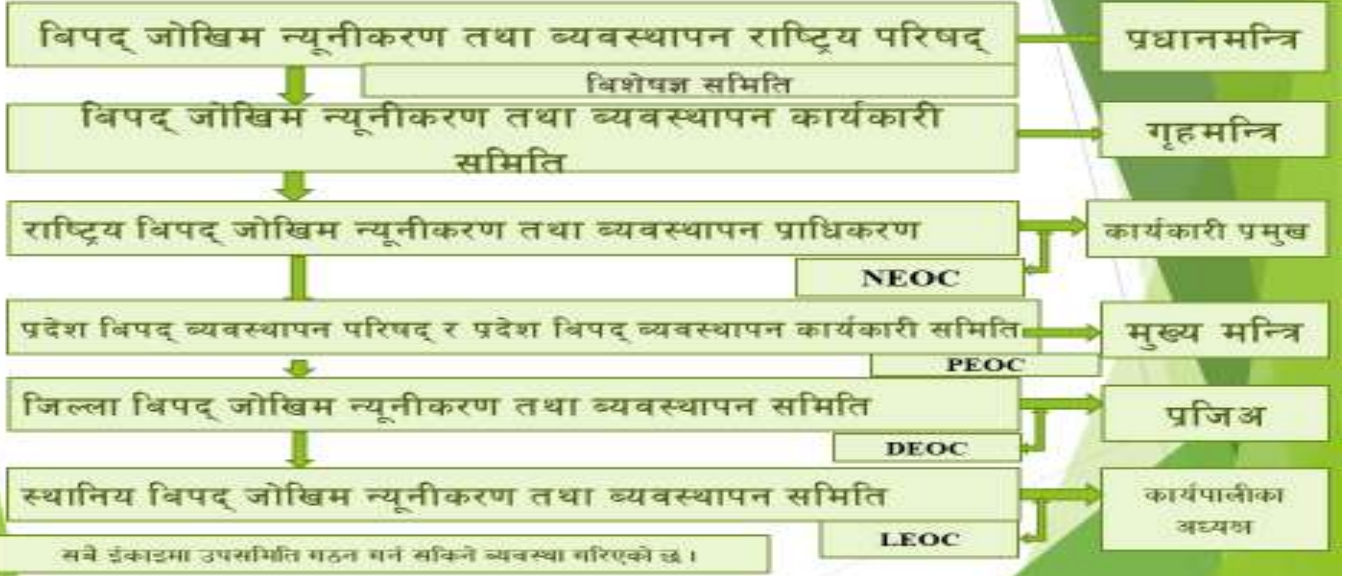 बिपद् जोखिम न्यूनीकरण तथा ब्यवस्थापन राष्ट्रिय परिषद्
प्रधानमन्त्रि
बिशेषज्ञ समिति
बिपद् जोखिम न्यूनीकरण तथा ब्यवस्थापन कार्यकारी
समिति
गृहमन्त्रि
राष्ट्रिय बिपद् जोखिम न्यूनीकरण तथा ब्यवस्थापन प्राधिकरण
कार्यकारी प्रमुख
NEOC
प्रदेश बिपद् ब्यवस्थापन परिषद् र प्रदेश बिपद् ब्यवस्थापन कार्यकारी समिति
मुख्य मन्त्रि
PEOC
जिल्ला बिपद् जोखिम न्यूनीकरण तथा ब्यवस्थापन समिति
प्रजिअ
DEOC
स्थानिय बिपद् जोखिम न्यूनीकरण तथा ब्यवस्थापन समिति
कार्यपालीका
अध्यक्ष
LEOC
सबै ईकाइमा उपसमिति गठन गर्न सकिने ब्यवस्था गरिएको छ ।